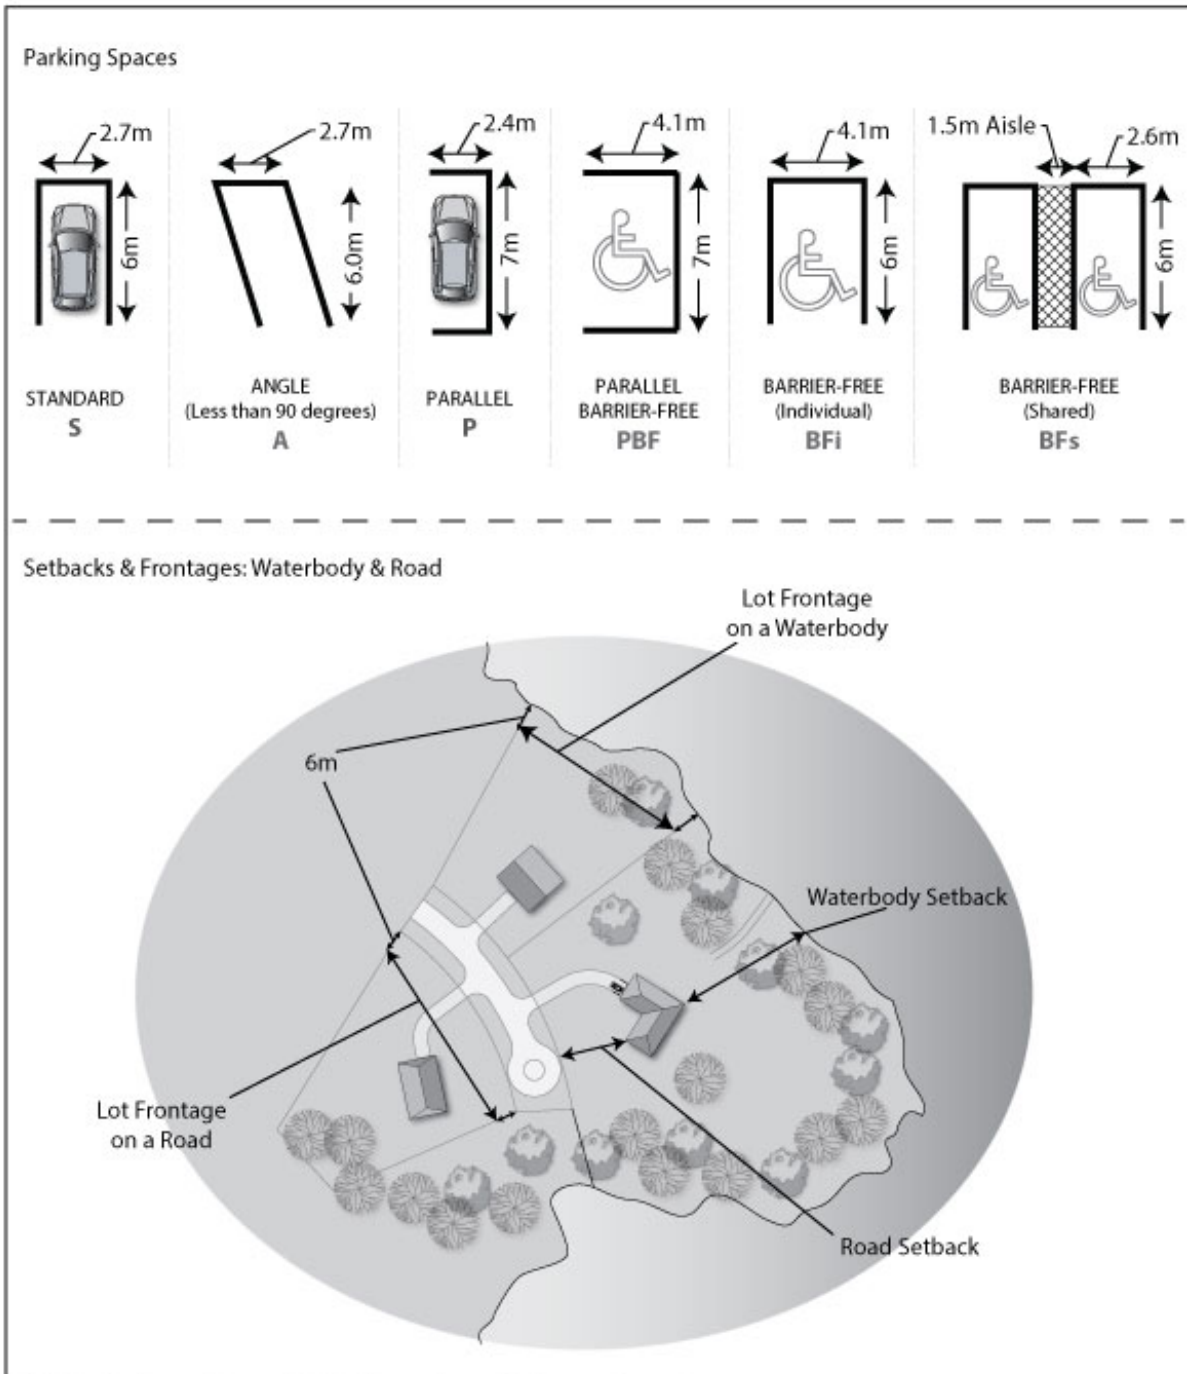 Parking Spaces
2.7m
2.7m
2.4m
4.1m
4.1m
1.5m Aisle
2.6m
6m
6.0m
7m
7m
6m
6m
STANDARD
S
ANGLE
(Less than 90 degrees)
A
PARALLEL
P
PARALLEL
BARRIER-FREE
PBF
BARRIER-FREE
(Individual)
BFi
BARRIER-FREE
(Shared)
BFs
Setbacks & Frontages: Waterbody & Road
Lot Frontage
on a Waterbody
6m
Waterbody Setback
Lot Frontage
on a Road
Road Setback